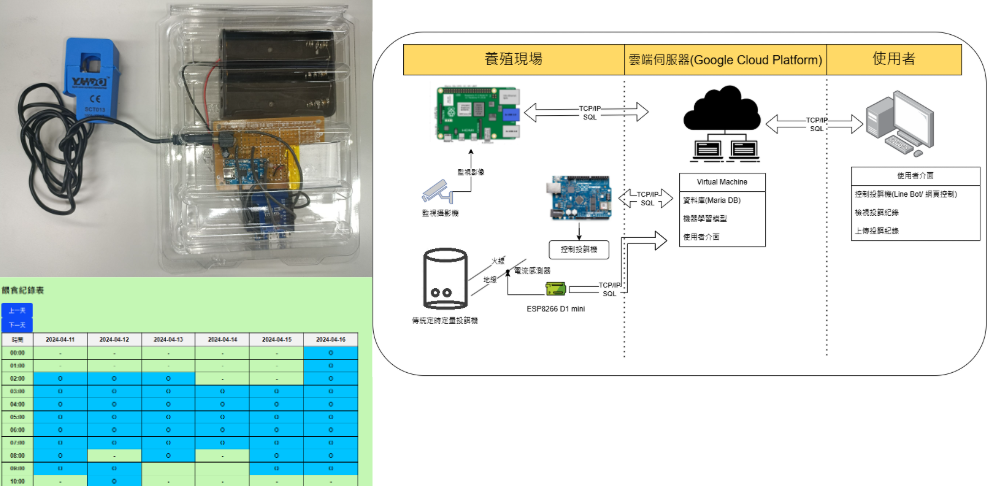 YHDC
CE
SCT013
餵食紀錄表
上一天
下一天
時間 2024-04-11 2024-04-12 2024-04-13 2024-04-14 2024-04-15 2024-04-16
00:00 - - - - - O
01:00 - - - - - O
02:00 O O O - - O
03:00 O O O O O O
04:00 O O O O O O
05:00 O O O O O O
06:00 O O O O O O
07:00 O O O O O O
08:00 O - O - O O
09:00 O O O O
10:00 - O - - - -
養殖現場 雲端伺服器(Google Cloud Platform) 使用者
TCP/IP
SQL
監視影像
監視攝影機
TCP/IP
SQL
控制投餌機
火線
地線
電流感測器
傳統定時定量投餌機
ESP8266 D1 mini
TCP/IP
SQL
Virtual Machine
資料庫(Maria DB)
機器學習模型
使用者介面
TCP/IP
SQL
使用者介面
控制投餌機(Line Bot/ 網頁控制)
檢視投餌紀錄
上傳投餌紀錄